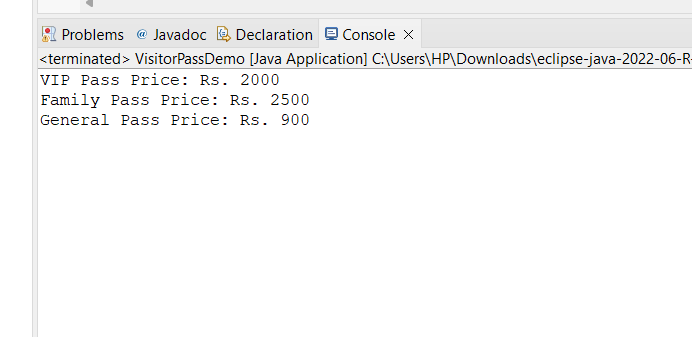 Problems @ Javadoc Declaration Console
<terminated> VisitorPassDemo [Java Application] C:\Users\HP\Downloads\eclipse-java-2022-06-R-
VIP Pass Price: Rs. 2000
Family Pass Price: Rs. 2500
General Pass Price: Rs. 900